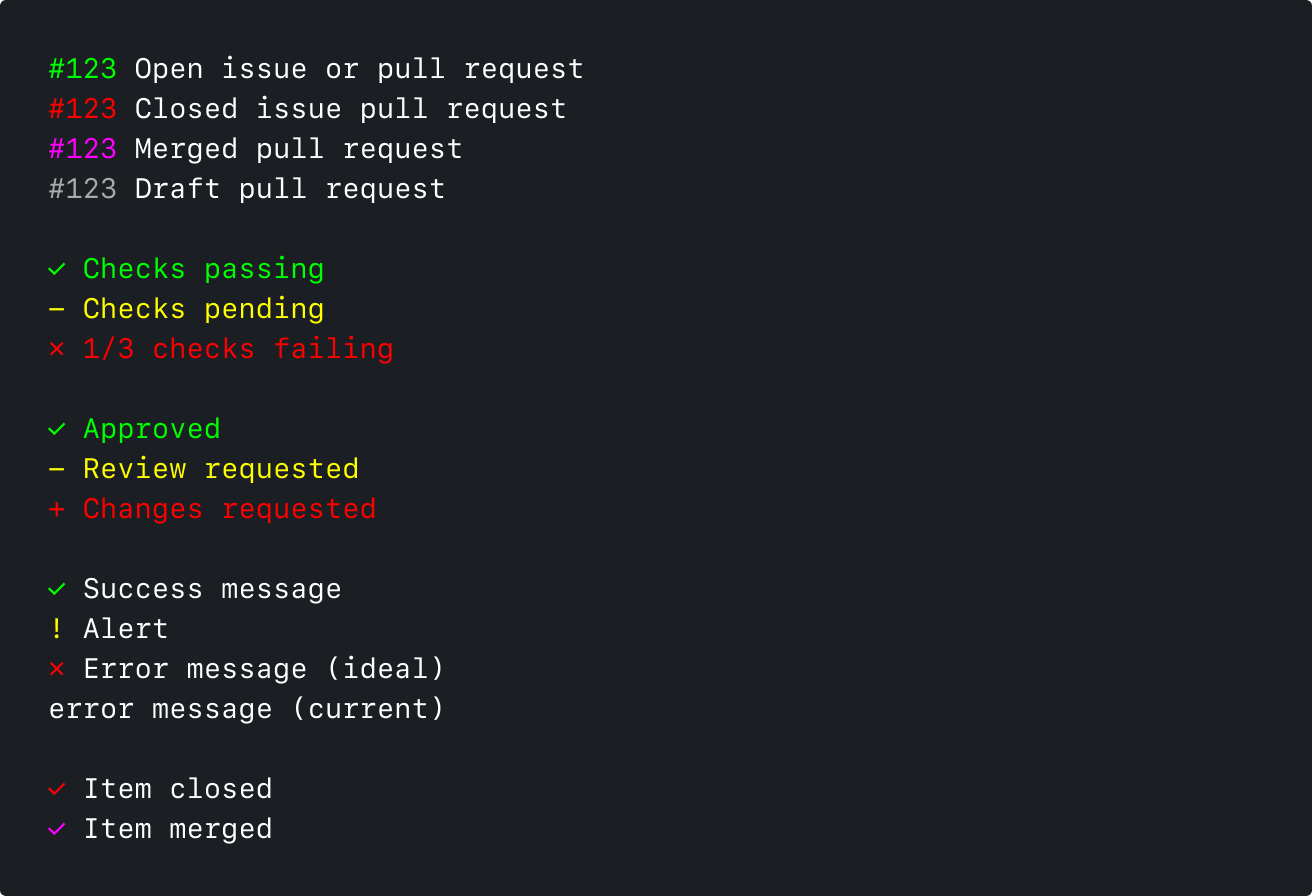 #123 Open issue or pull request
#123 Closed issue pull request
#123 Merged pull request
#123 Draft pull request
✓ Checks passing
− Checks pending
× 1/3 checks failing
✓ Approved
− Review requested
+ Changes requested
✓ Success message
! Alert
× Error message (ideal)
error message (current)
✓ Item closed
✓ Item merged